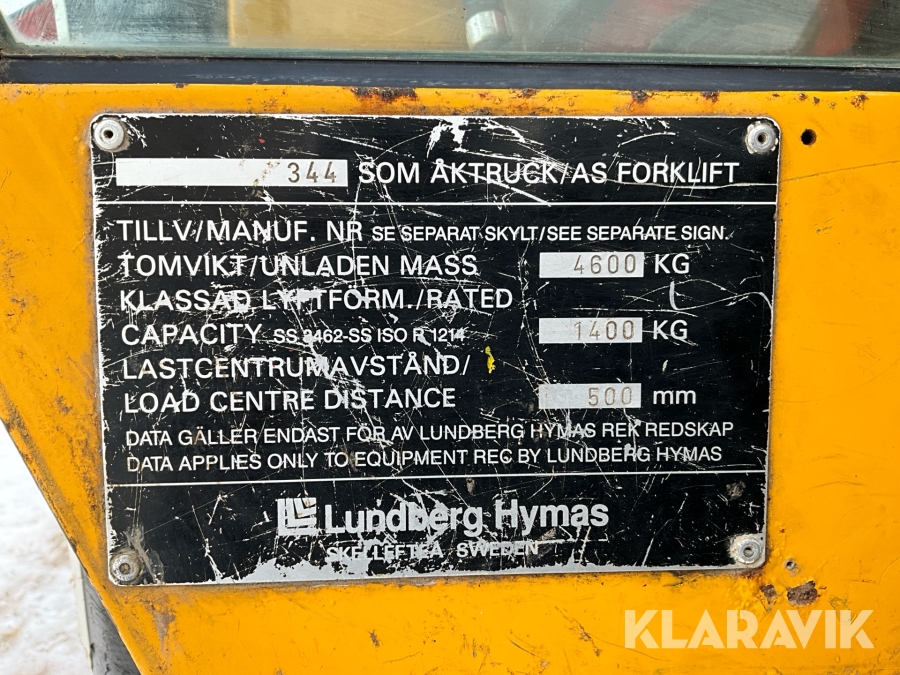 344 SOM ÅKTRUCK/AS FORKLIFT
TILLV/MANUF. NR SE SEPARAT SKYLT/SEE SEPARATE SIGN.
TOMVIKT/UNLADEN MASS 4600 KG
KLASSAD LYFTFÖRM./RATED
CAPACITY SS 2462-SS ISO R 1214 1400 KG
LASTCENTRUMAVSTÅND/
LOAD CENTRE DISTANCE 500 mm
DATA GÄLLER ENDAST FÖR AV LUNDBERG HYMAS REK REDSKAP
DATA APPLIES ONLY TO EQUIPMENT REC BY LUNDBERG HYMAS
Lundberg Hymas
SKELLEFTEÅ SWEDEN
KLARAVIK